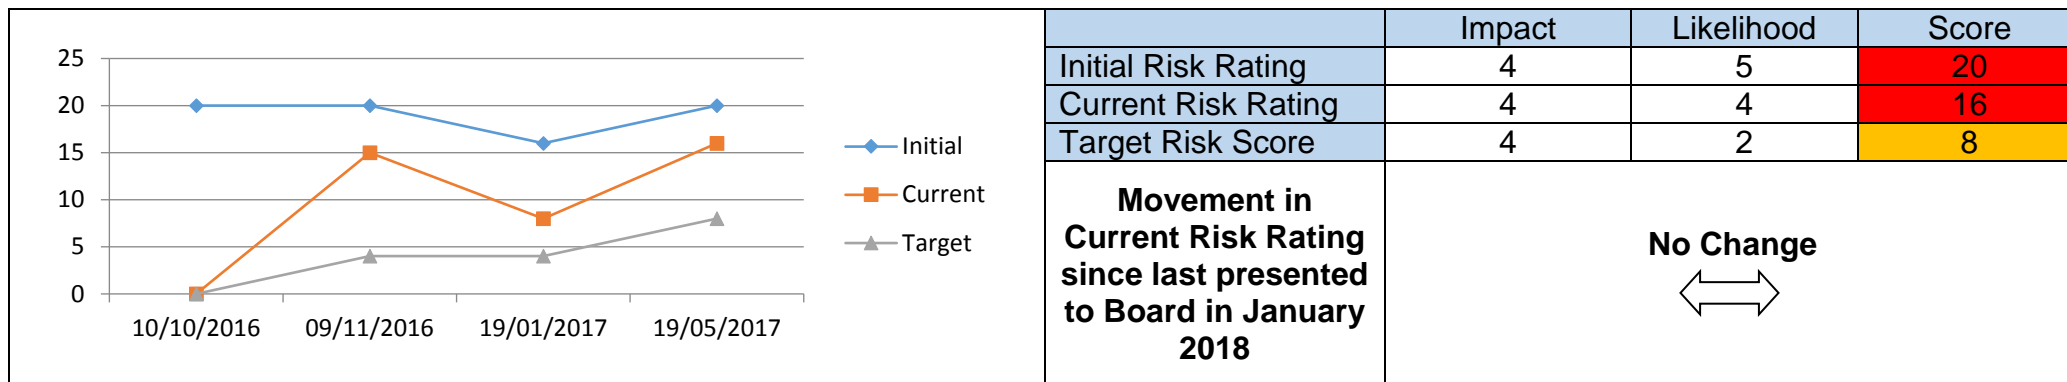 25
20
15
10
5
0
10/10/2016 09/11/2016 19/01/2017 19/05/2017
Initial
Current
Target
Impact Likelihood Score
Initial Risk Rating 4 5 20
Current Risk Rating 4 4 16
Target Risk Score 4 2 8
Movement in
Current Risk Rating
since last presented
to Board in January
2018
No Change